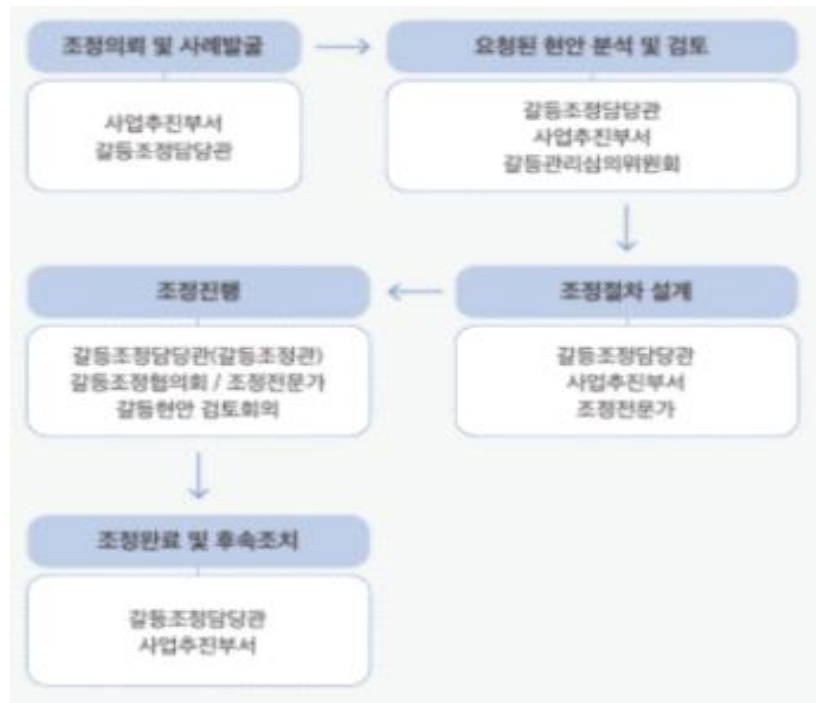 조정의뢰 및 사례발굴
사업추진부서
갈등조정담당관
요청된 현안 분석 및 검토
갈등조정담당관
사업추진부서
갈등관리심의위원회
조정절차 설계
갈등조정담당관
사업추진부서
조정전문가
조정진행
갈등조정담당관(갈등조정관)
갈등조정협의회 / 조정전문가
갈등현안 검토회의
조정완료 및 후속조치
갈등조정담당관
사업추진부서